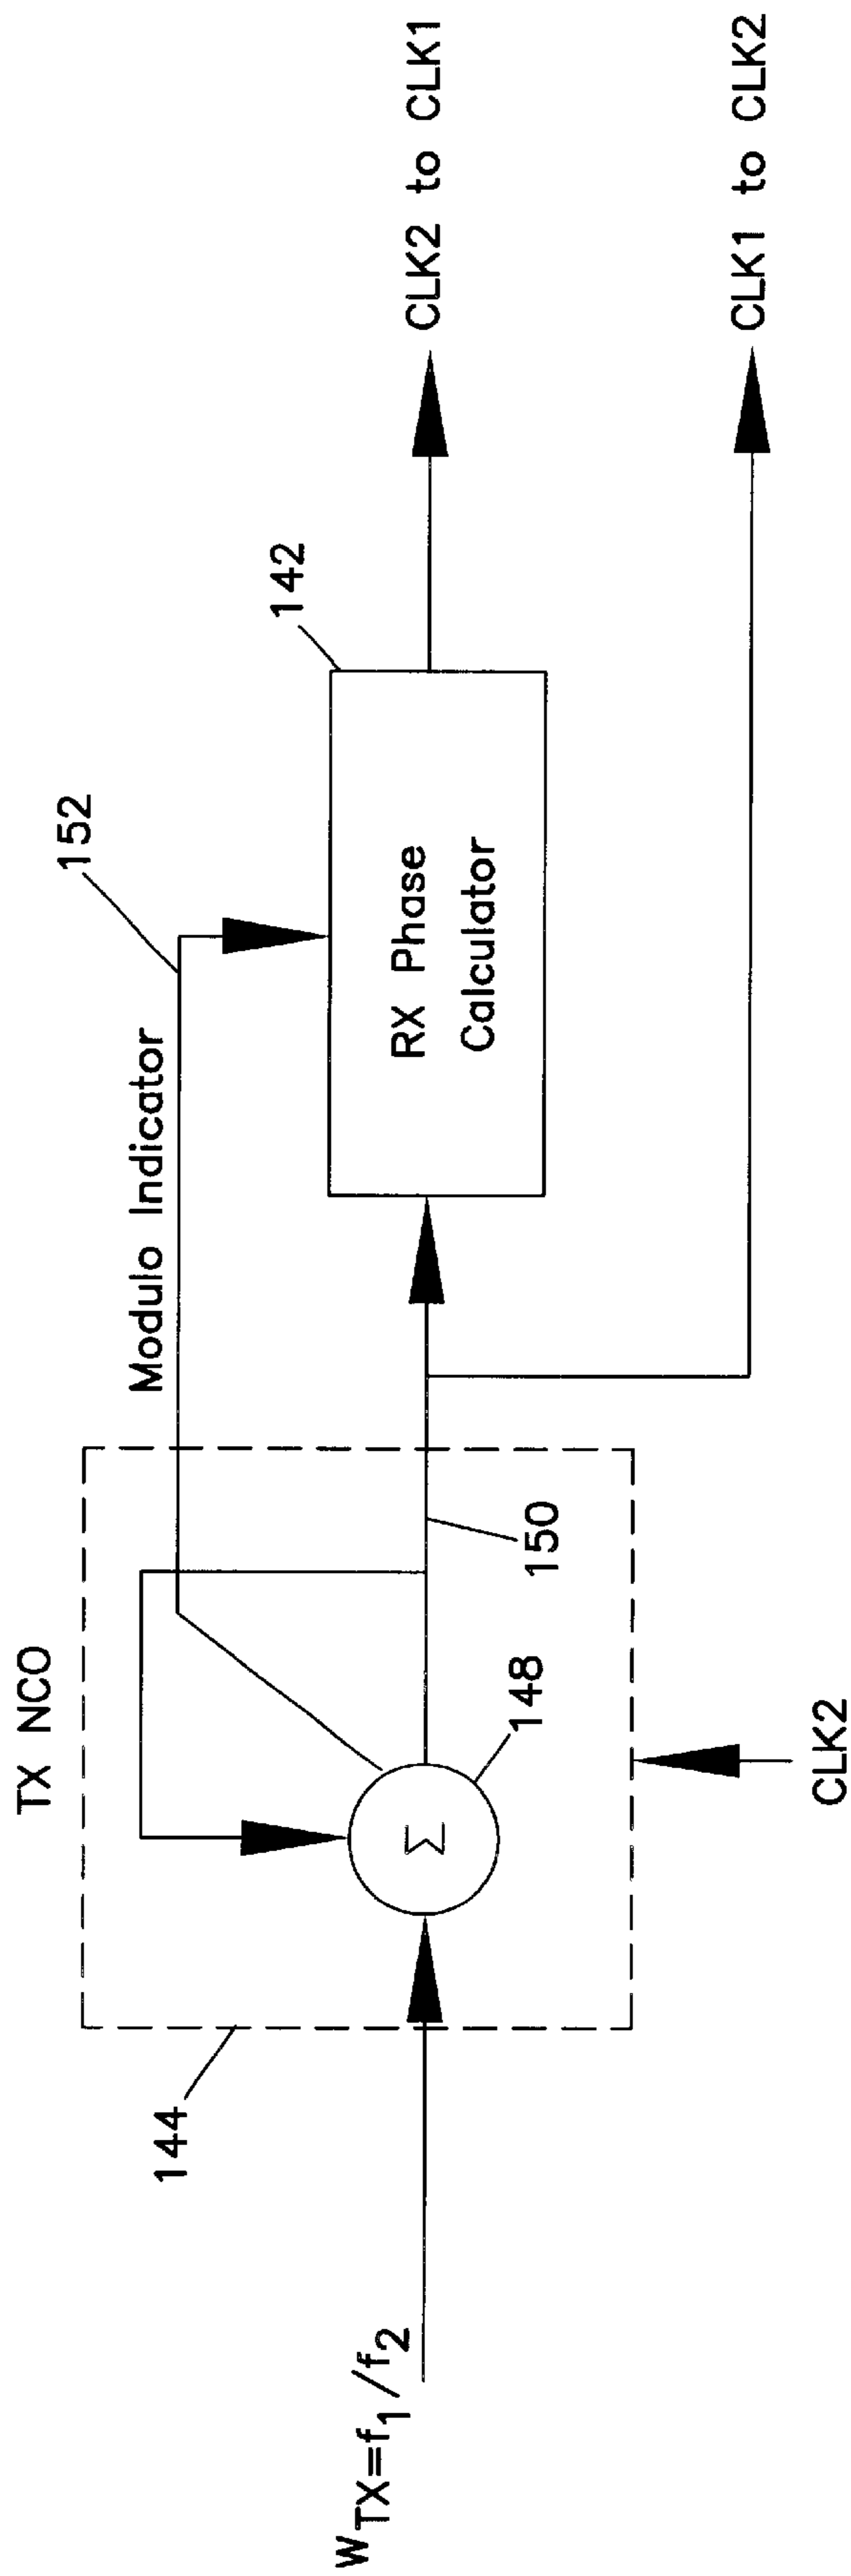 TX NCO
144
Modulo Indicator
152
142
W_TX=f_1/f_2
Σ
148
150
RX Phase
Calculator
CLK2 to CLK1
CLK2
CLK1 to CLK2